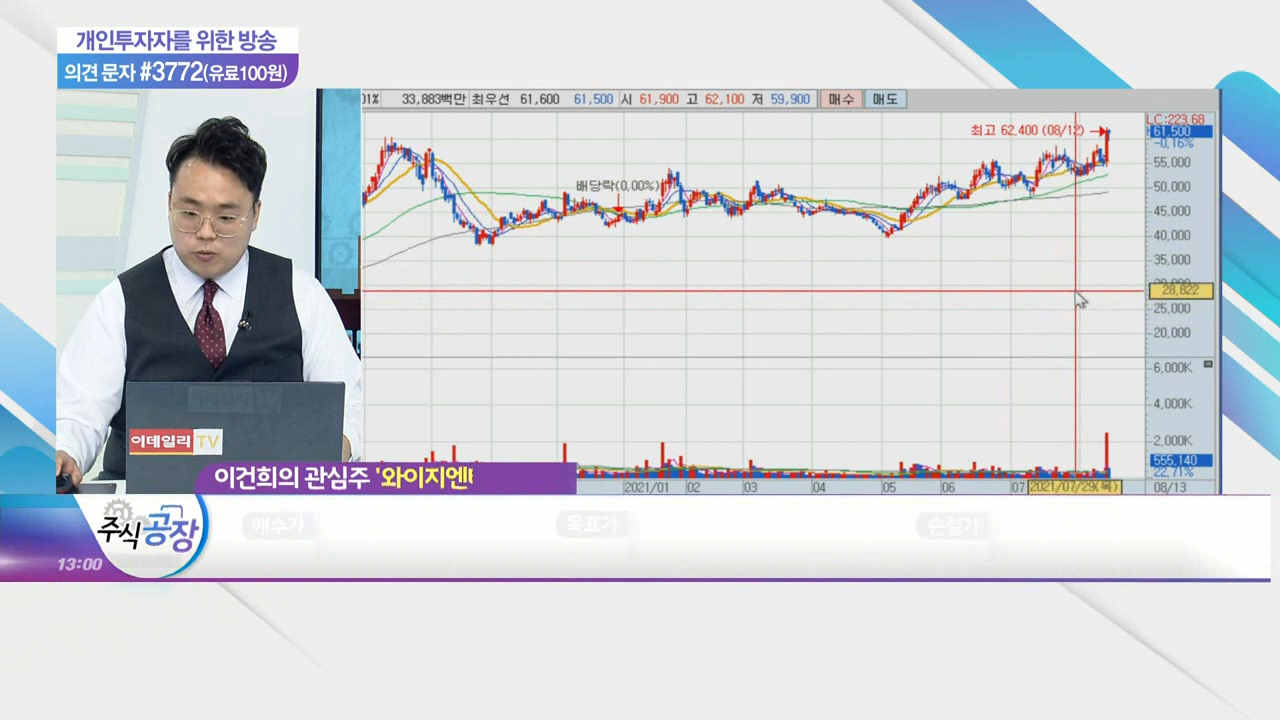 개인투자자를 위한 방송
의견 문자 #3772(유료100원)
33,883백만 최우선 61,600 61,500 시 61,900 고 62,100 저 59,900 매수 매도
최고 62,400 (08/12)
LC:223.68
61,500
-0.16%
55,000
배당락(0,00%)
50,000
45,000
40,000
35,000
28,822
25,000
20,000
6,000K
4,000K
2,000K
555,140
22,71%
2021/01 02 03 04 05 06 07 2021/07/29(목) 08/13
이데일리 TV
이데일리 TV
이건희의 관심주 '와이지엔
주식공장
매수가 목표가 손절가
13:00